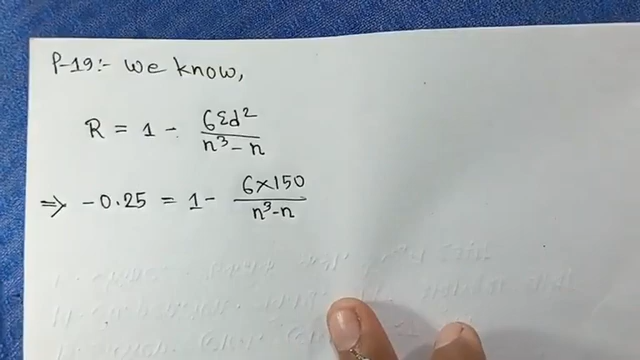 P-19:- We know,
R = 1 - 6Σd² / n³-n
⇒ -0.25 = 1 - 6×150 / n³-n